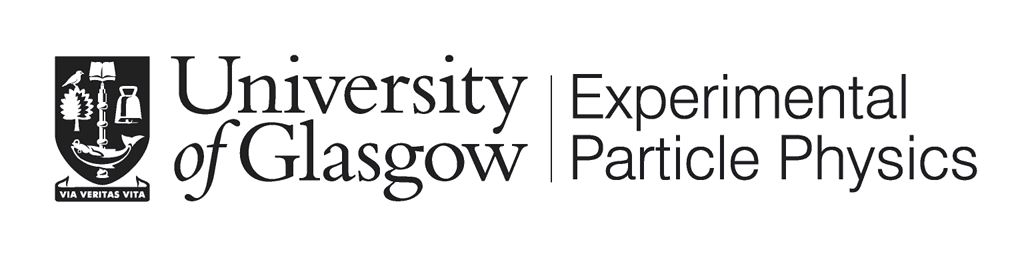 University
of Glasgow
Experimental
Particle Physics
VIA VERITAS VITA